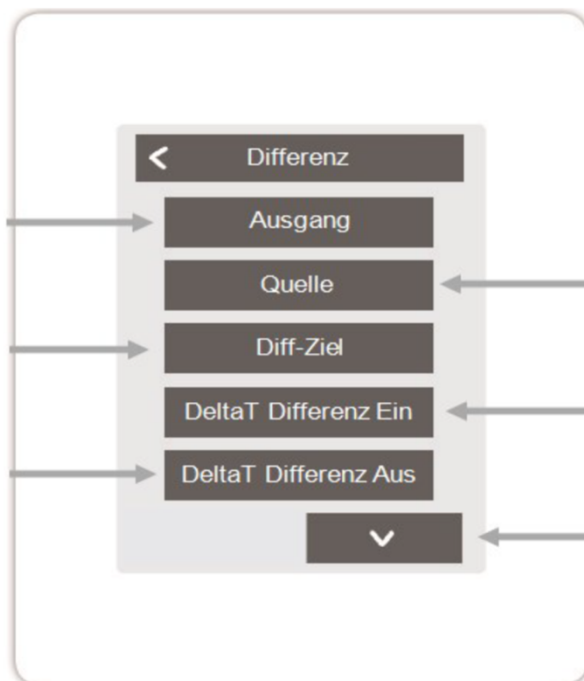 Differenz
Ausgang
Quelle
Diff-Ziel
DeltaT Differenz Ein
DeltaT Differenz Aus